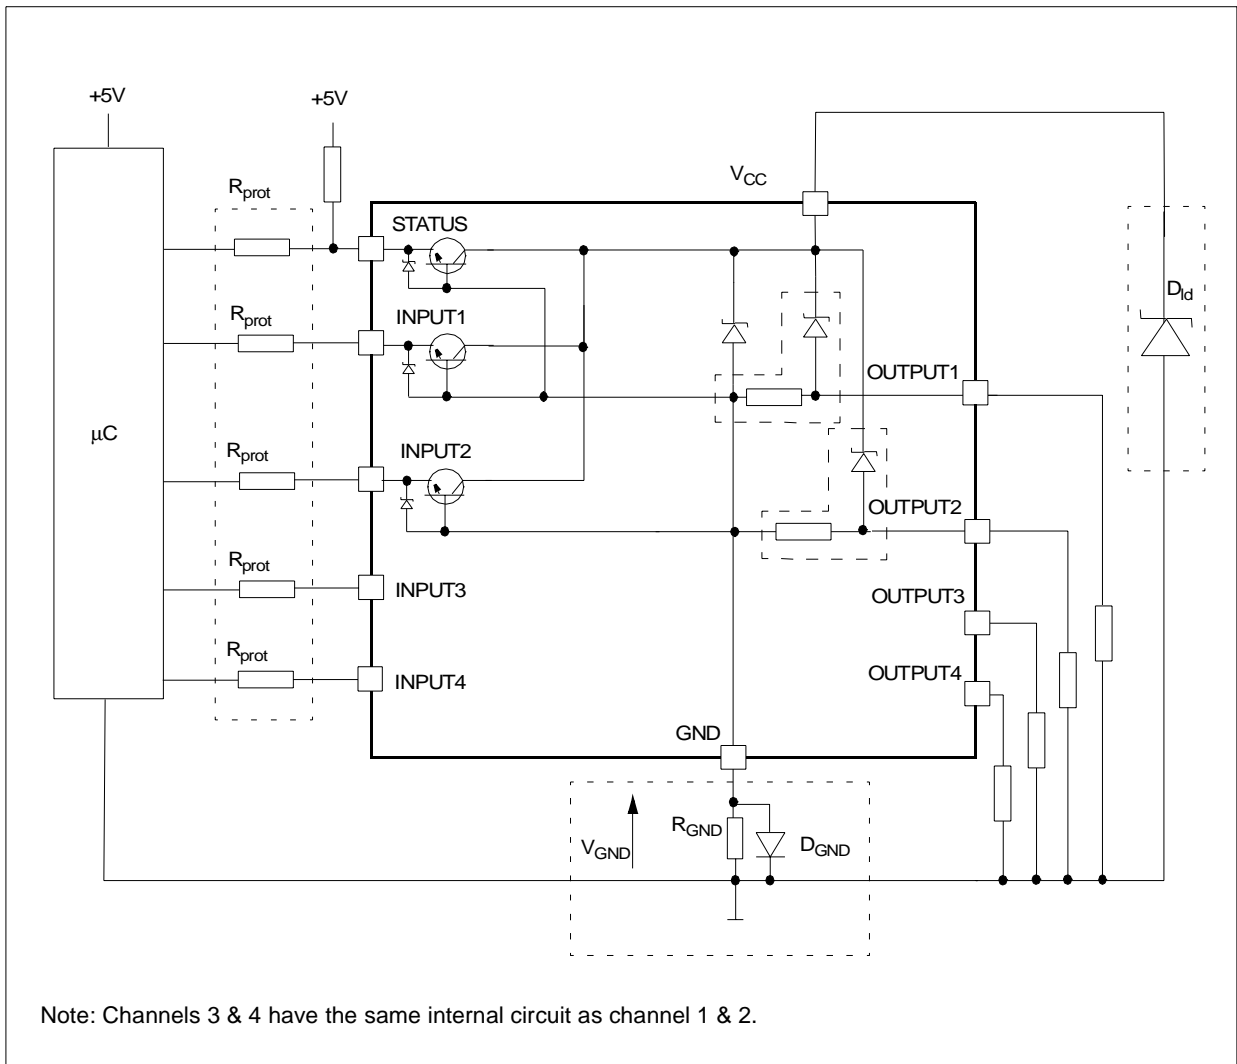 +5V
+5V
Rprot
VCC
STATUS
Dld
Rprot
INPUT1
OUTPUT1
μC
Rprot
INPUT2
OUTPUT2
Rprot
INPUT3
OUTPUT3
Rprot
INPUT4
OUTPUT4
GND
VGND
RGND
DGND
Note: Channels 3 & 4 have the same internal circuit as channel 1 & 2.